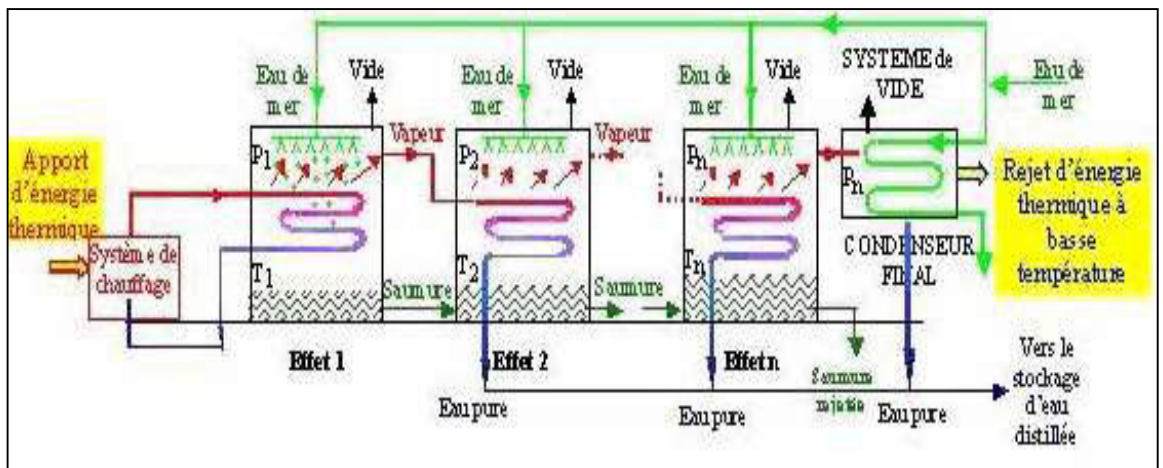 Eau de
mer
Vide
Eau de
mer
Vide
Eau de
mer
Vide
SYSTEME de
VIDE
Eau de
mer
Apport
d'énergie
thermique
Système de
chauffage
P1
T1
Vapeur
P2
T2
Vapeur
Pn
Tn
Pn
CONDENSEUR
FINAL
Rejet d'énergie
thermique à
basse
température
Saumure
Saumure
Effet 1
Effet 2
Effet n
rejetée
Eau pure
Eau pure
Eau pure
Vers le
stockage
d'eau
distillée